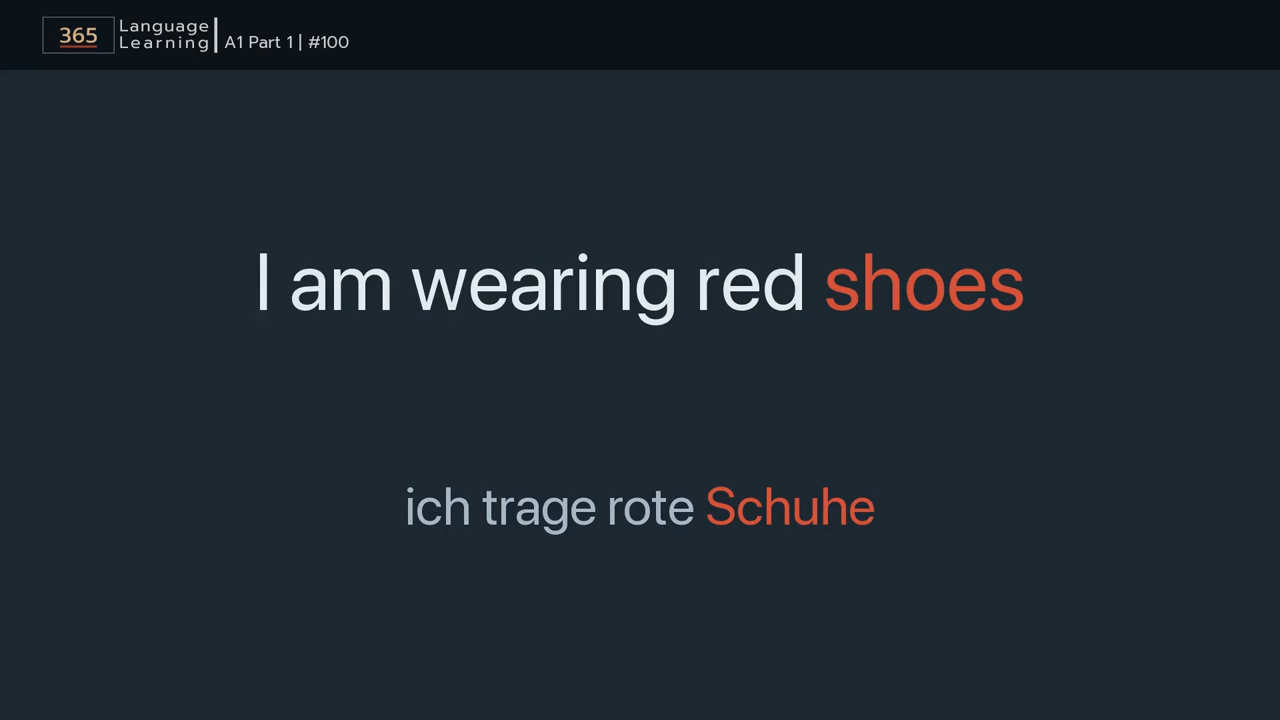 365
Language
Learning
A1 Part 1 | #100
I am wearing red shoes
ich trage rote Schuhe